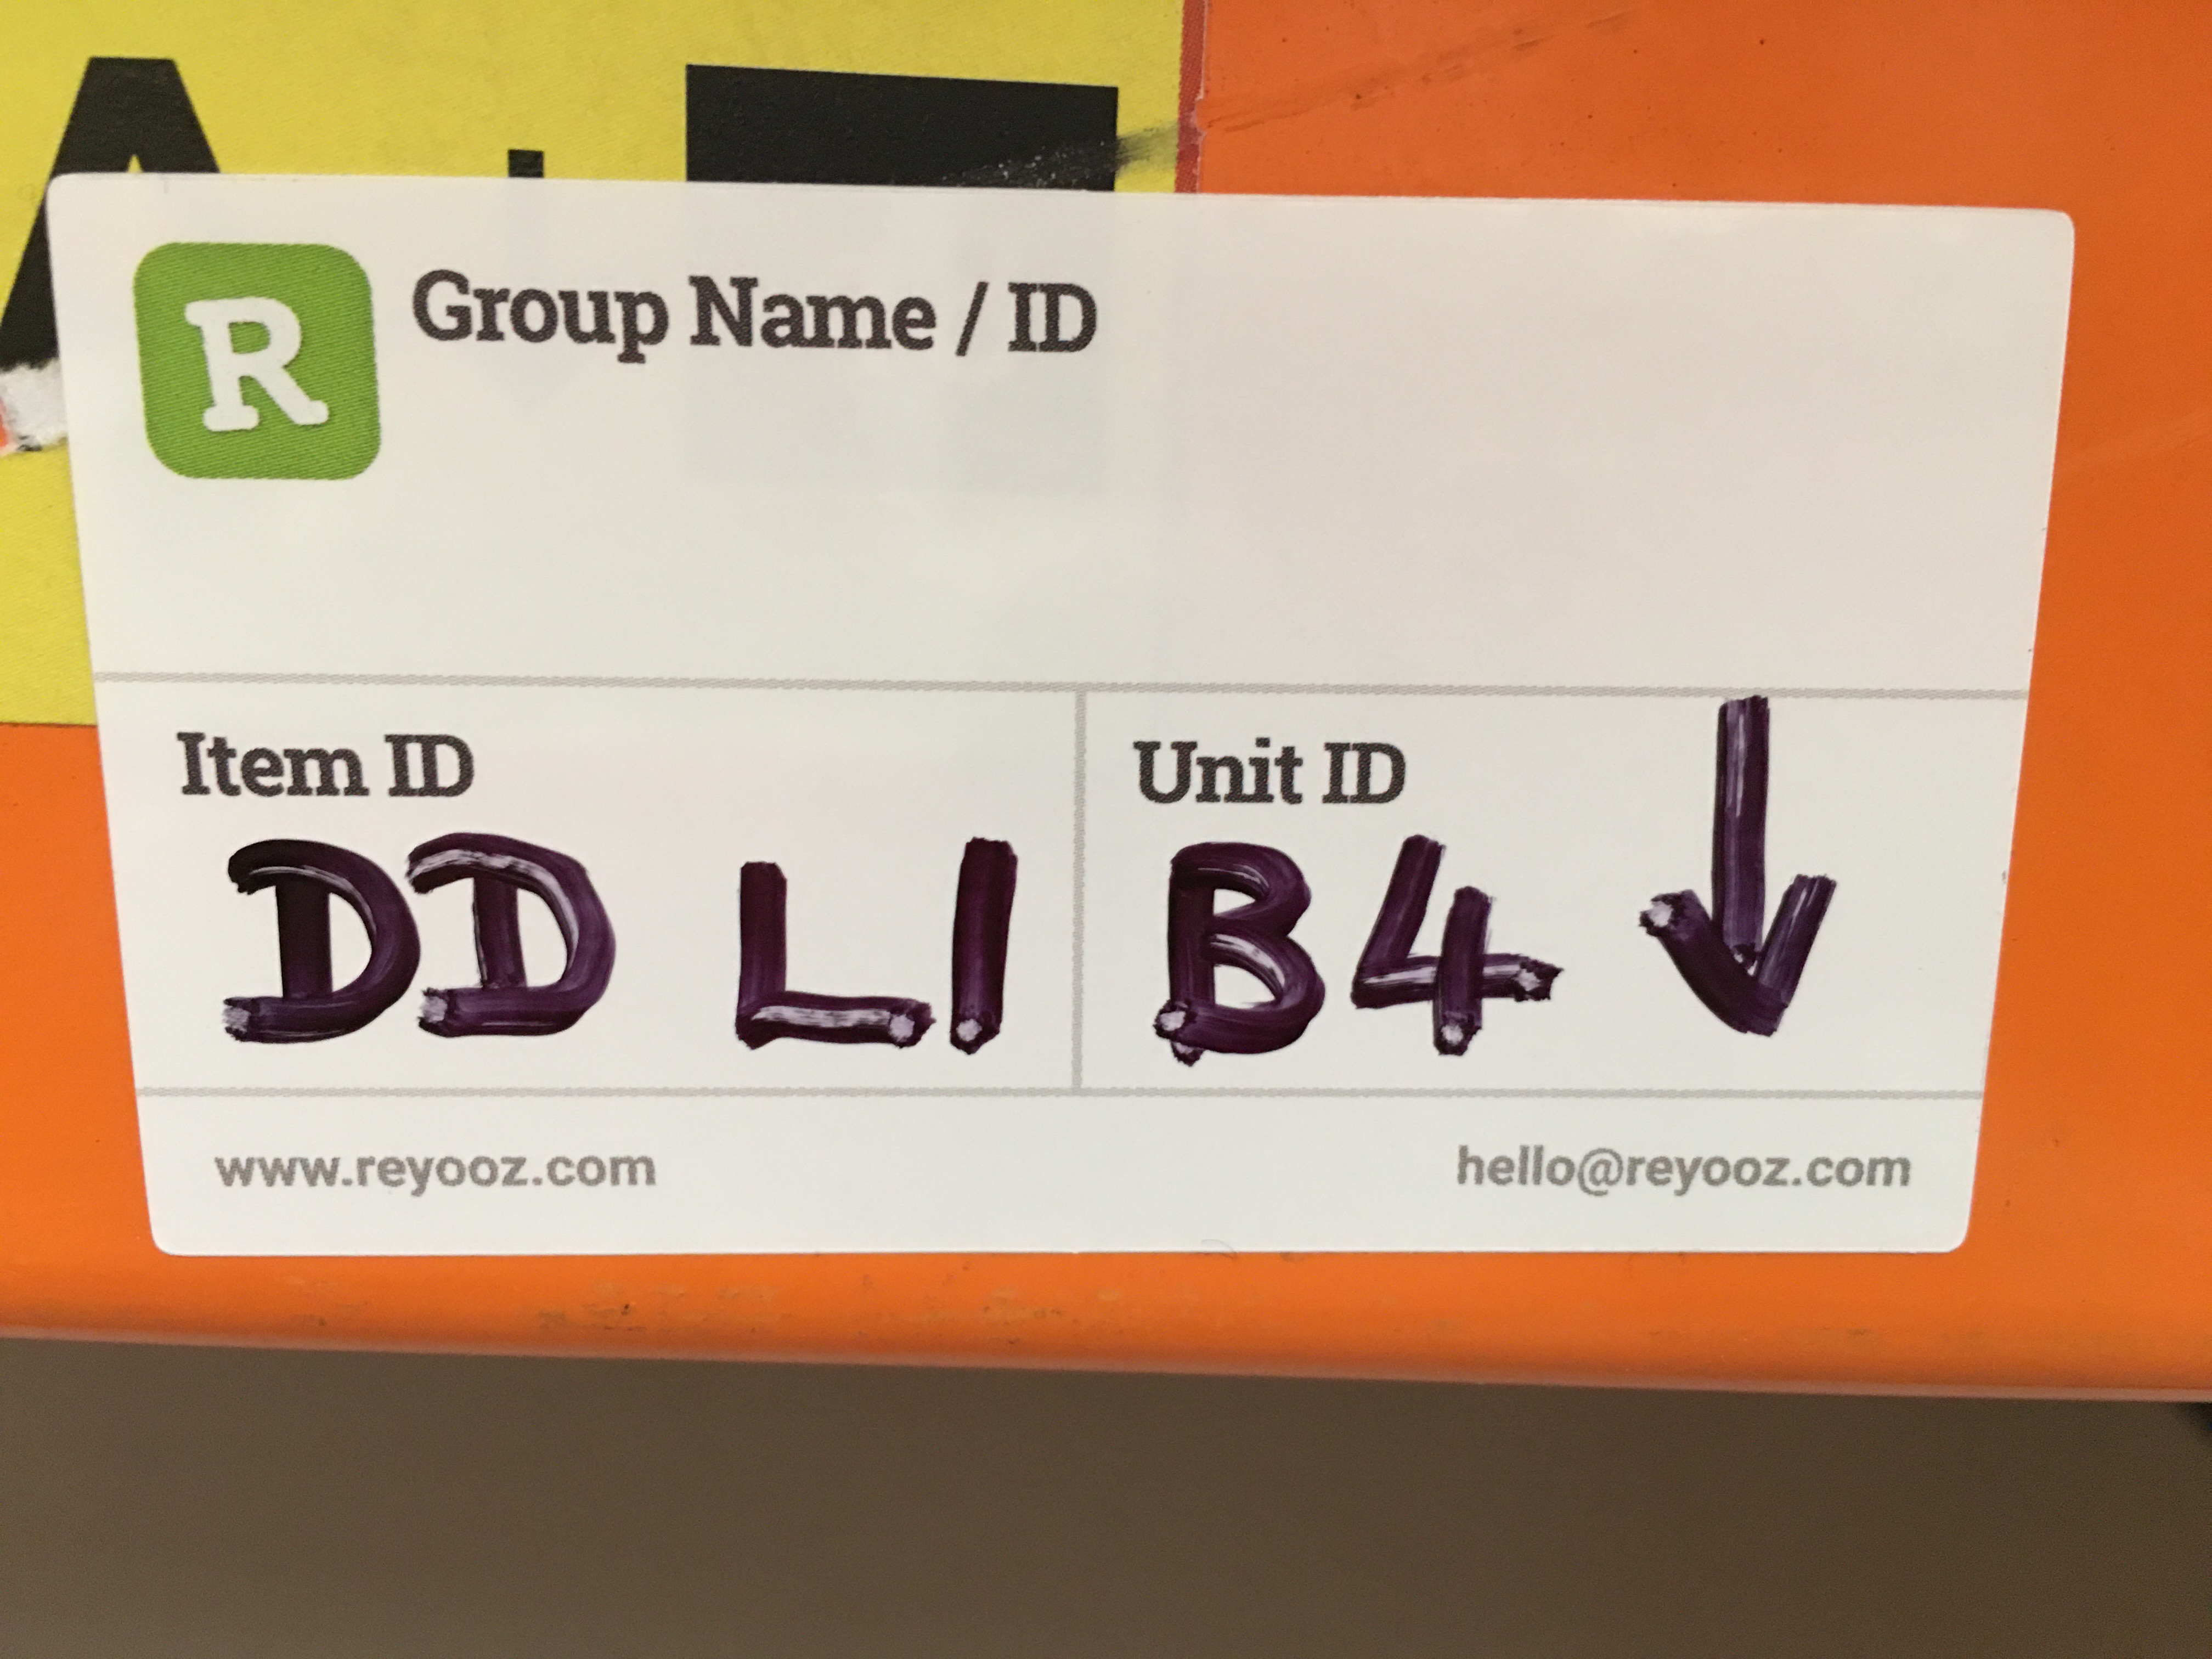 R Group Name / ID
Item ID
DD L1
Unit ID
B4 ↓
www.reyooz.com
hello@reyooz.com